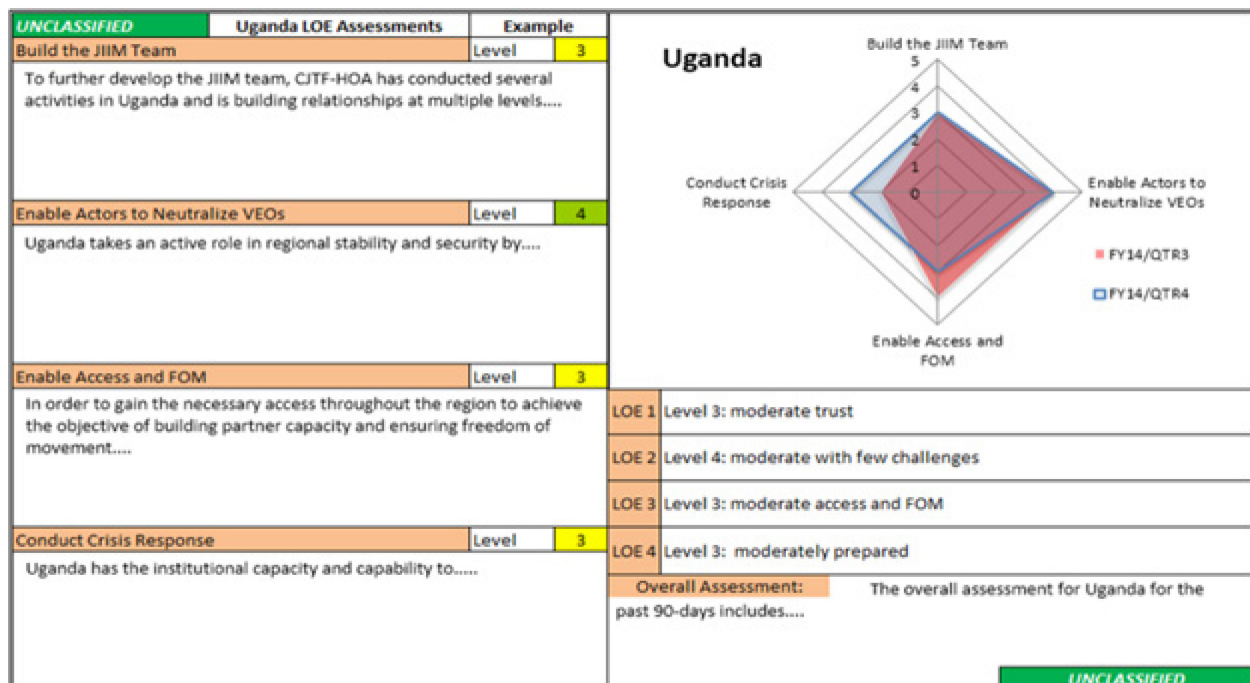 UNCLASSIFIED Uganda LOE Assessments Example
Build the JIIM Team Level 3
To further develop the JIIM team, CJTF-HOA has conducted several
activities in Uganda and is building relationships at multiple levels....
Enable Actors to Neutralize VEOs Level 4
Uganda takes an active role in regional stability and security by....
Enable Access and FOM Level 3
In order to gain the necessary access throughout the region to achieve
the objective of building partner capacity and ensuring freedom of
movement....
Conduct Crisis Response Level 3
Uganda has the institutional capacity and capability to.....
Uganda
Build the JIIM Team
5
4
3
2
1
0
Conduct Crisis
Response
Enable Actors to
Neutralize VEOs
FY14/QTR3
FY14/QTR4
Enable Access and
FOM
LOE 1 Level 3: moderate trust
LOE 2 Level 4: moderate with few challenges
LOE 3 Level 3: moderate access and FOM
LOE 4 Level 3: moderately prepared
Overall Assessment: The overall assessment for Uganda for the
past 90-days includes....
UNCLASSIFIED